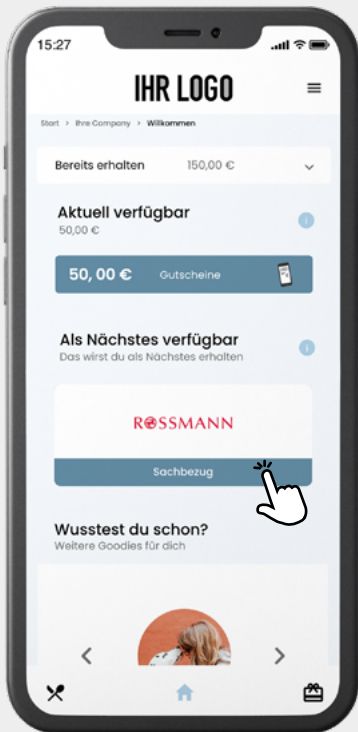 15:27
IHR LOGO
Start > Ihre Company > Willkommen
Bereits erhalten 150,00 €
Aktuell verfügbar
50,00 €
50, 00 € Gutscheine
Als Nächstes verfügbar
Das wirst du als Nächstes erhalten
ROSSMANN
Sachbezug
Wusstest du schon?
Weitere Goodies für dich